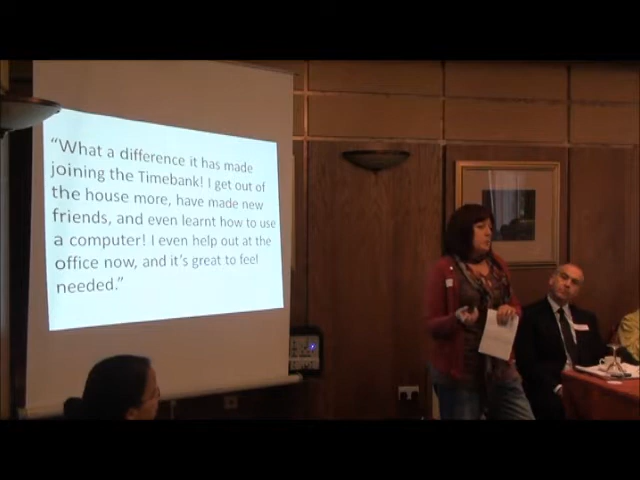 “What a difference it has made
joining the Timebank! I get out of
the house more, have made new
friends, and even learnt how to use
a computer! I even help out at the
office now, and it’s great to feel
needed.”